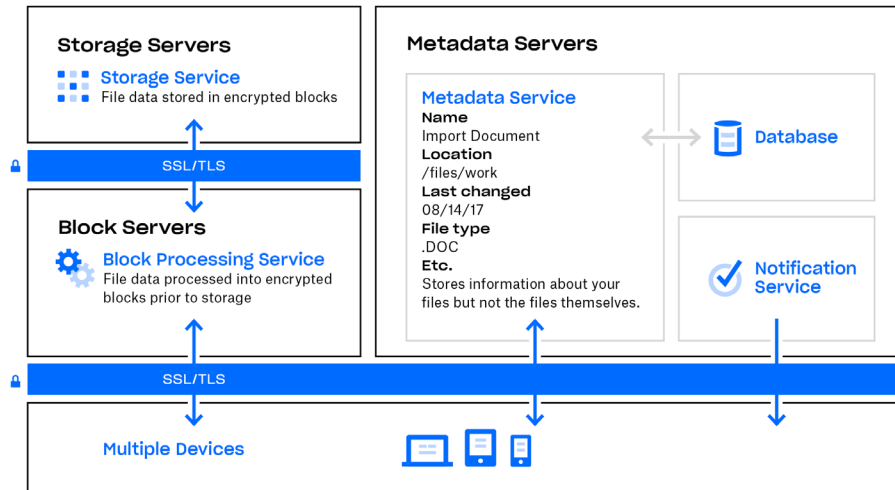 Storage Servers
Storage Service
File data stored in encrypted blocks
SSL/TLS
Block Servers
Block Processing Service
File data processed into encrypted
blocks prior to storage
Metadata Servers
Metadata Service
Name
Import Document
Location
/files/work
Last changed
08/14/17
File type
.DOC
Etc.
Stores information about your
files but not the files themselves.
Database
Notification
Service
SSL/TLS
Multiple Devices